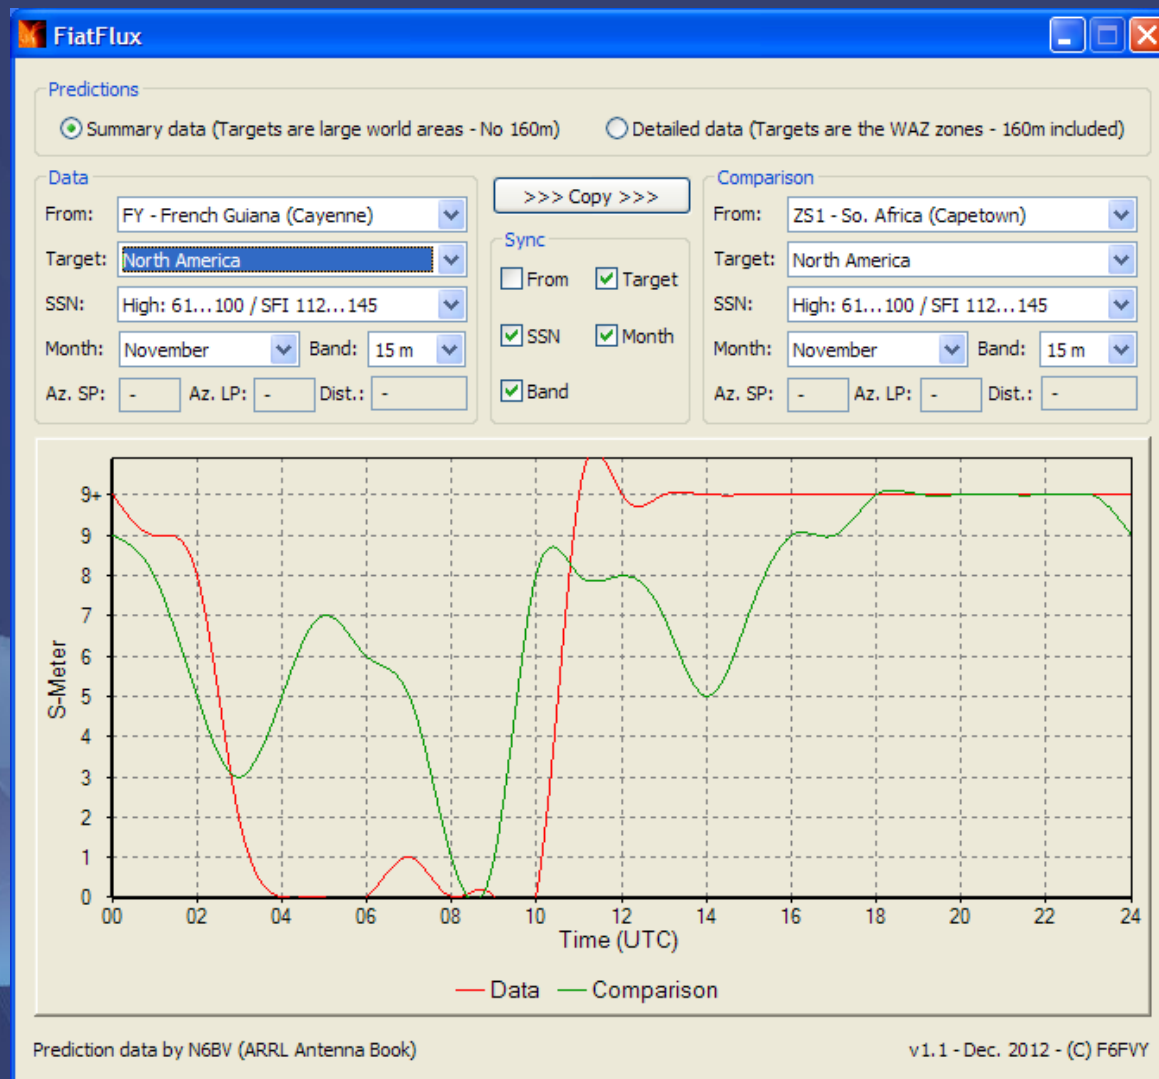 FiatFlux
Predictions
Summary data (Targets are large world areas - No 160m)
Detailed data (Targets are the WAZ zones - 160m included)
Data
From: FY - French Guiana (Cayenne)
Target: North America
SSN: High: 61...100 / SFI 112...145
Month: November Band: 15 m
Az. SP: - Az. LP: - Dist.: -
>>> Copy >>>
Sync
From Target
SSN Month
Band
Comparison
From: ZS1 - So. Africa (Capetown)
Target: North America
SSN: High: 61...100 / SFI 112...145
Month: November Band: 15 m
Az. SP: - Az. LP: - Dist.: -
S-Meter
9+
9
8
7
6
5
4
3
2
1
0
00 02 04 06 08 10 12 14 16 18 20 22 24
Time (UTC)
Data Comparison
Prediction data by N6BV (ARRL Antenna Book)
v1.1 - Dec. 2012 - (C) F6FVY